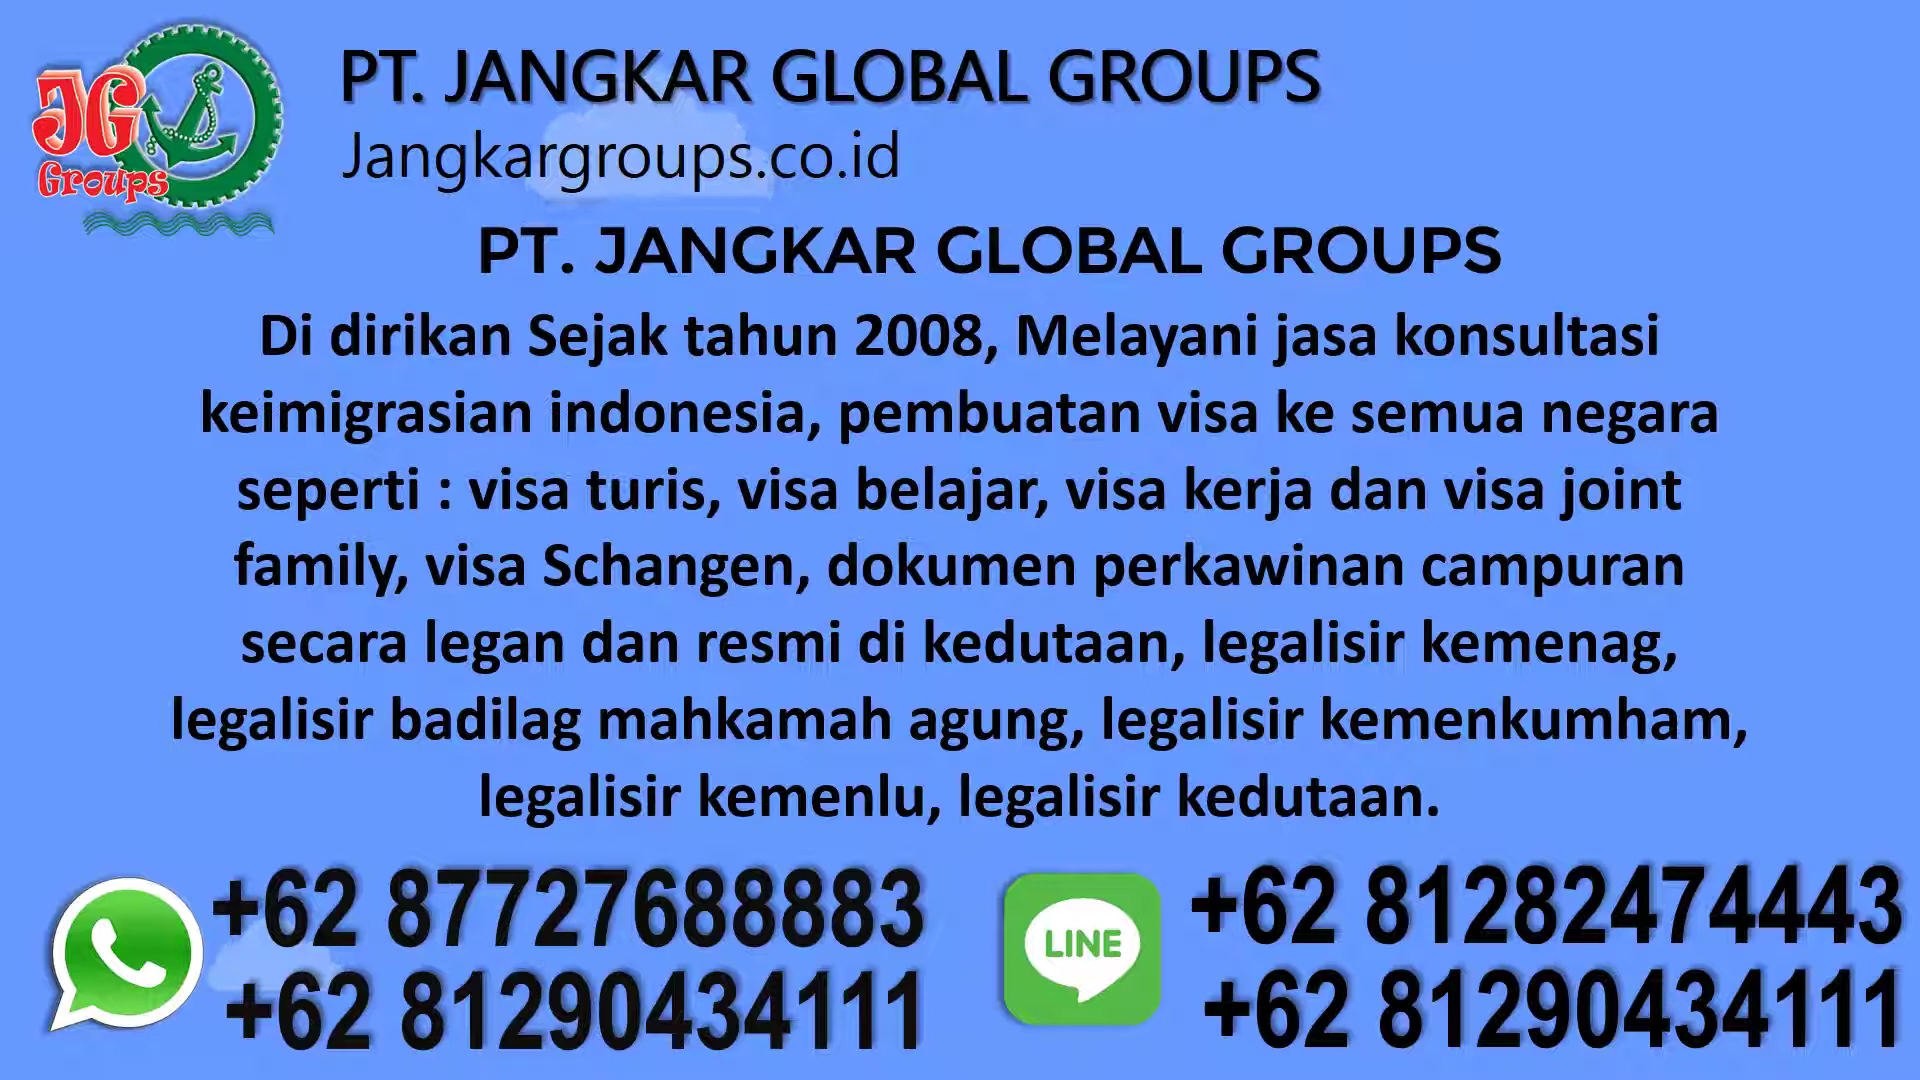 JG
Groups
PT. JANGKAR GLOBAL GROUPS
Jangkargroups.co.id
PT. JANGKAR GLOBAL GROUPS
Di dirikan Sejak tahun 2008, Melayani jasa konsultasi
keimigrasian indonesia, pembuatan visa ke semua negara
seperti : visa turis, visa belajar, visa kerja dan visa joint
family, visa Schangen, dokumen perkawinan campuran
secara legan dan resmi di kedutaan, legalisir kemenag,
legalisir badilag mahkamah agung, legalisir kemenkumham,
legalisir kemenlu, legalisir kedutaan.
+62 87727688883
+62 81290434111
LINE
+62 81282474443
+62 81290434111